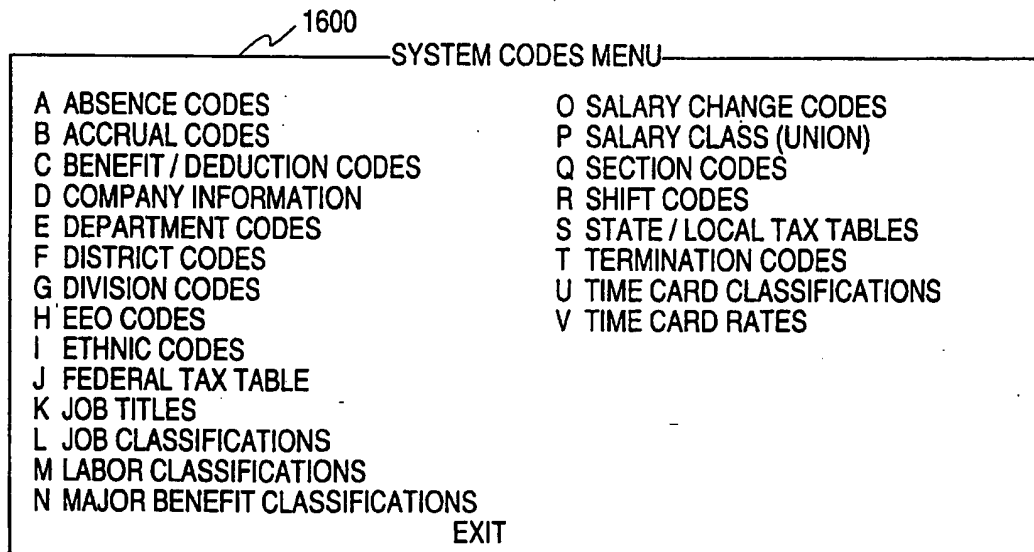 1600
SYSTEM CODES MENU
A ABSENCE CODES
B ACCRUAL CODES
C BENEFIT / DEDUCTION CODES
D COMPANY INFORMATION
E DEPARTMENT CODES
F DISTRICT CODES
G DIVISION CODES
H EEO CODES
I ETHNIC CODES
J FEDERAL TAX TABLE
K JOB TITLES
L JOB CLASSIFICATIONS
M LABOR CLASSIFICATIONS
N MAJOR BENEFIT CLASSIFICATIONS
O SALARY CHANGE CODES
P SALARY CLASS (UNION)
Q SECTION CODES
R SHIFT CODES
S STATE / LOCAL TAX TABLES
T TERMINATION CODES
U TIME CARD CLASSIFICATIONS
V TIME CARD RATES
EXIT